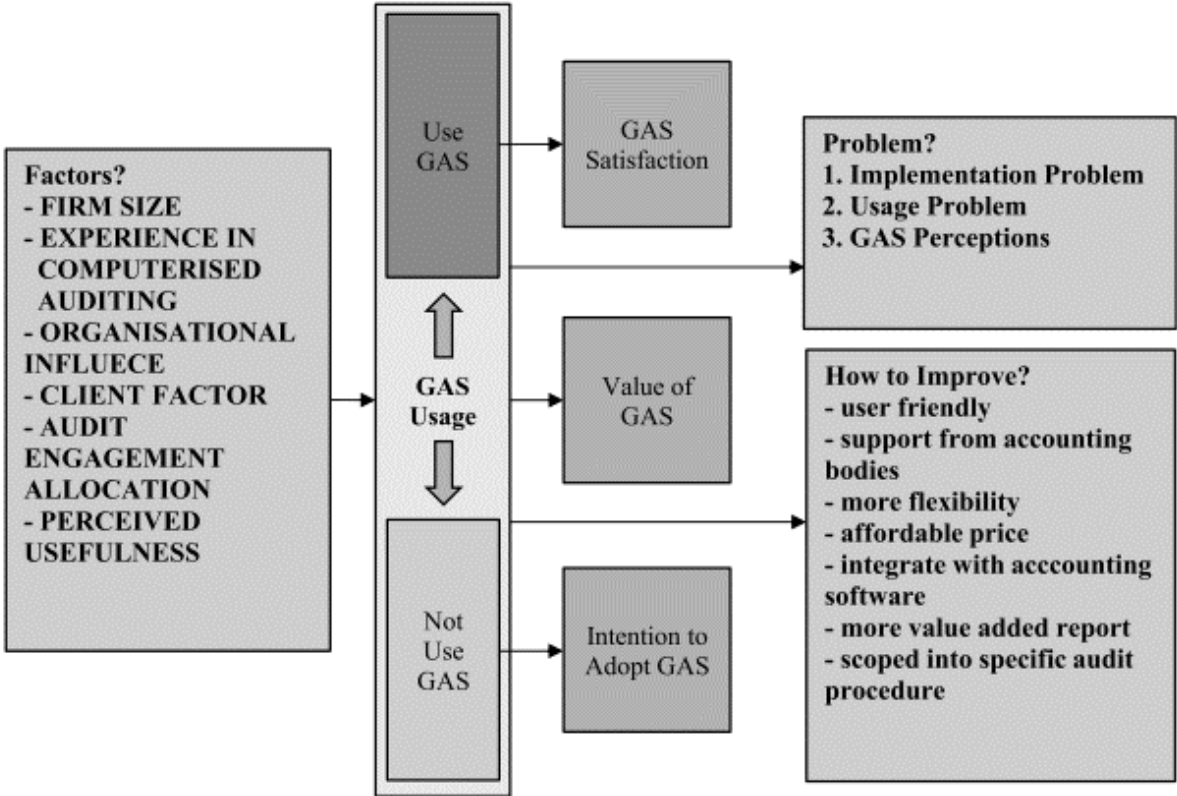 Factors?
- FIRM SIZE
- EXPERIENCE IN
COMPUTERISED
AUDITING
- ORGANISATIONAL
INFLUECE
- CLIENT FACTOR
- AUDIT
ENGAGEMENT
ALLOCATION
- PERCEIVED
USEFULNESS
Use
GAS
GAS
Usage
Not
Use
GAS
GAS
Satisfaction
Value of
GAS
Intention to
Adopt GAS
Problem?
1. Implementation Problem
2. Usage Problem
3. GAS Perceptions
How to Improve?
- user friendly
- support from accounting
bodies
- more flexibility
- affordable price
- integrate with acccounting
software
- more value added report
- scoped into specific audit
procedure